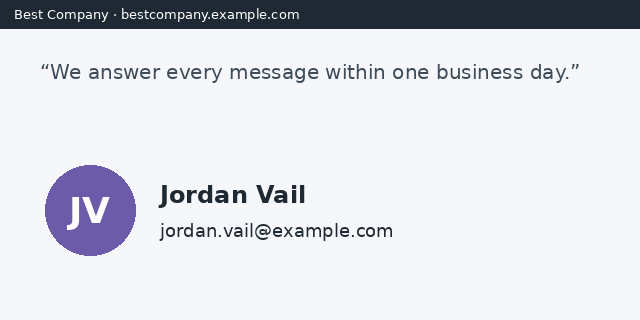 Best Company · bestcompany.example.com
“We answer every message within one business day.”
JV
Jordan Vail
jordan.vail@example.com